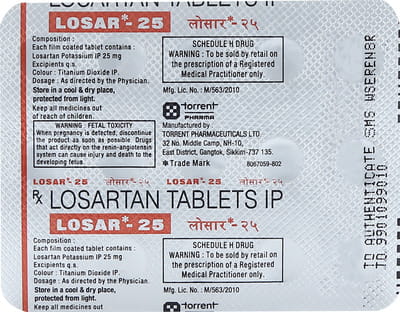 LOSARTAN TABLETS IP
LOSAR*- 25 लोसार*- २५
Composition :
Each film coated tablet contains :
Losartan Potassium IP 25 mg
Excipients q.s.
Colour : Titanium Dioxide IP.
Dosage : As directed by the Physician.
Store in a cool & dry place,
protected from light.
Keep all medicines out
of reach of children.
WARNING : FETAL TOXICITY
When pregnancy is detected, discontinue
the product as soon as possible. Drugs
that act directly on the renin-angiotensin
system can cause injury and death to the
developing fetus.
SCHEDULE H DRUG
WARNING : To be sold by retail on
the prescription of a Registered
Medical Practitioner only.
Mfg. Lic. No. : M/563/2010
torrent
PHARMA
Manufactured by :
TORRENT PHARMACEUTICALS LTD.
32 No. Middle Camp, NH-10,
East District, Gangtok, Sikkim-737 135.
* Trade Mark 8067059-802
LOSAR*- 25 लोसार*- २५ LOSAR*- 25 लोसार*- २५
Rx LOSARTAN TABLETS IP
LOSAR*- 25 लोसार*- २५
Composition :
Each film coated tablet contains :
Losartan Potassium IP 25 mg
Excipients q.s.
Colour : Titanium Dioxide IP.
Dosage : As directed by the Physician.
Store in a cool & dry place,
protected from light.
Keep all medicines out
SCHEDULE H DRUG
WARNING : To be sold by retail on
the prescription of a Registered
Medical Practitioner only.
Mfg. Lic. No. : M/563/2010
torrent
TO AUTHENTICATE SMS WSEREN8R
TO 9901099010